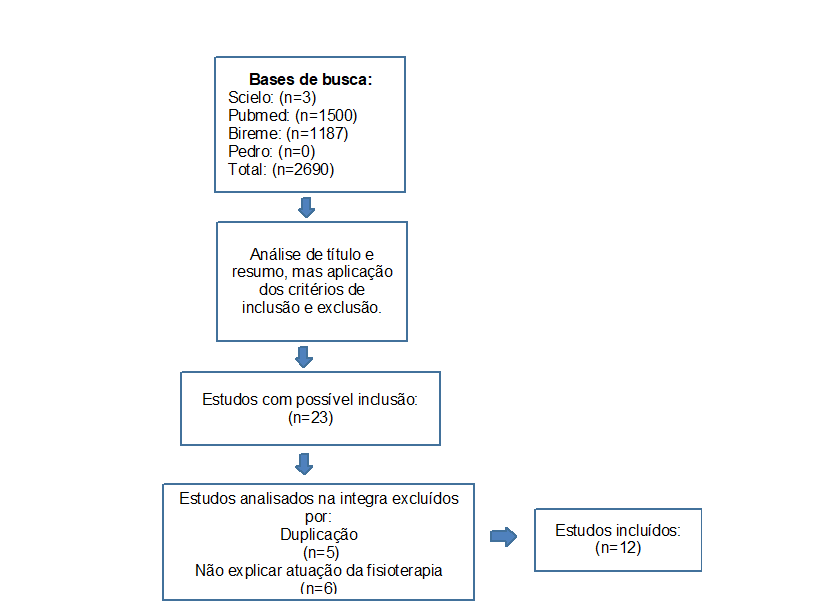 Bases de busca:
Scielo: (n=3)
Pubmed: (n=1500)
Bireme: (n=1187)
Pedro: (n=0)
Total: (n=2690)
Análise de título e
resumo, mas aplicação
dos critérios de
inclusão e exclusão.
Estudos com possível inclusão:
(n=23)
Estudos analisados na integra excluídos
por:
Duplicação
(n=5)
Não explicar atuação da fisioterapia
(n=6)
Estudos incluídos:
(n=12)